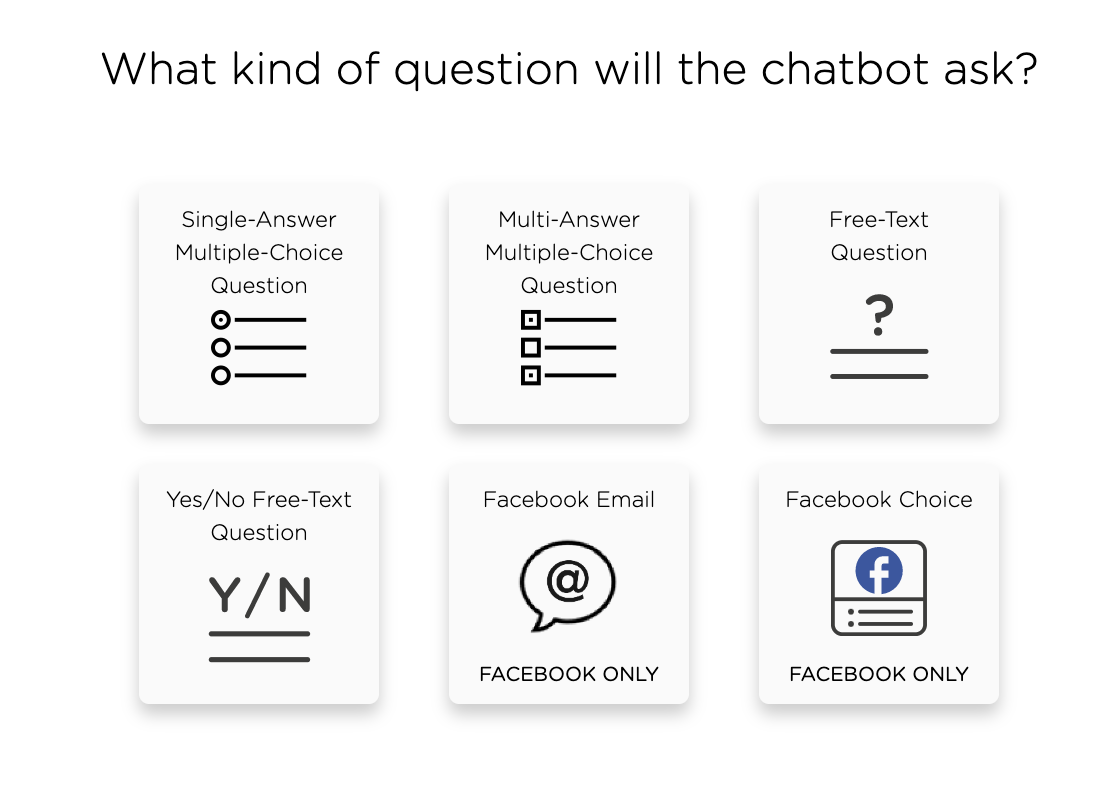 What kind of question will the chatbot ask?
Single-Answer
Multiple-Choice
Question
Multi-Answer
Multiple-Choice
Question
Free-Text
Question
?
Yes/No Free-Text
Question
Y/N
Facebook Email
@
FACEBOOK ONLY
Facebook Choice
f
FACEBOOK ONLY